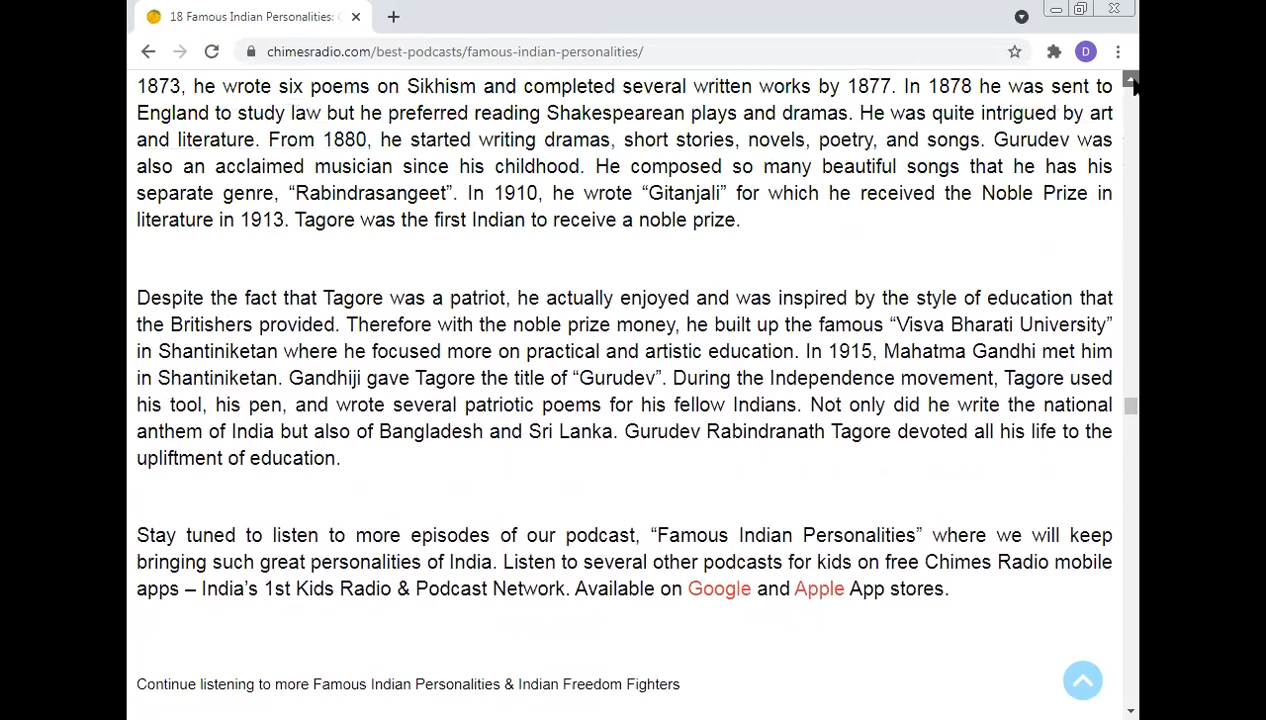 18 Famous Indian Personalities:
chimesradio.com/best-podcasts/famous-indian-personalities/
D
1873, he wrote six poems on Sikhism and completed several written works by 1877. In 1878 he was sent to
England to study law but he preferred reading Shakespearean plays and dramas. He was quite intrigued by art
and literature. From 1880, he started writing dramas, short stories, novels, poetry, and songs. Gurudev was
also an acclaimed musician since his childhood. He composed so many beautiful songs that he has his
separate genre, “Rabindrasangeet”. In 1910, he wrote “Gitanjali” for which he received the Noble Prize in
literature in 1913. Tagore was the first Indian to receive a noble prize.
Despite the fact that Tagore was a patriot, he actually enjoyed and was inspired by the style of education that
the Britishers provided. Therefore with the noble prize money, he built up the famous “Visva Bharati University”
in Shantiniketan where he focused more on practical and artistic education. In 1915, Mahatma Gandhi met him
in Shantiniketan. Gandhiji gave Tagore the title of “Gurudev”. During the Independence movement, Tagore used
his tool, his pen, and wrote several patriotic poems for his fellow Indians. Not only did he write the national
anthem of India but also of Bangladesh and Sri Lanka. Gurudev Rabindranath Tagore devoted all his life to the
upliftment of education.
Stay tuned to listen to more episodes of our podcast, “Famous Indian Personalities” where we will keep
bringing such great personalities of India. Listen to several other podcasts for kids on free Chimes Radio mobile
apps – India’s 1st Kids Radio & Podcast Network. Available on Google and Apple App stores.
Continue listening to more Famous Indian Personalities & Indian Freedom Fighters